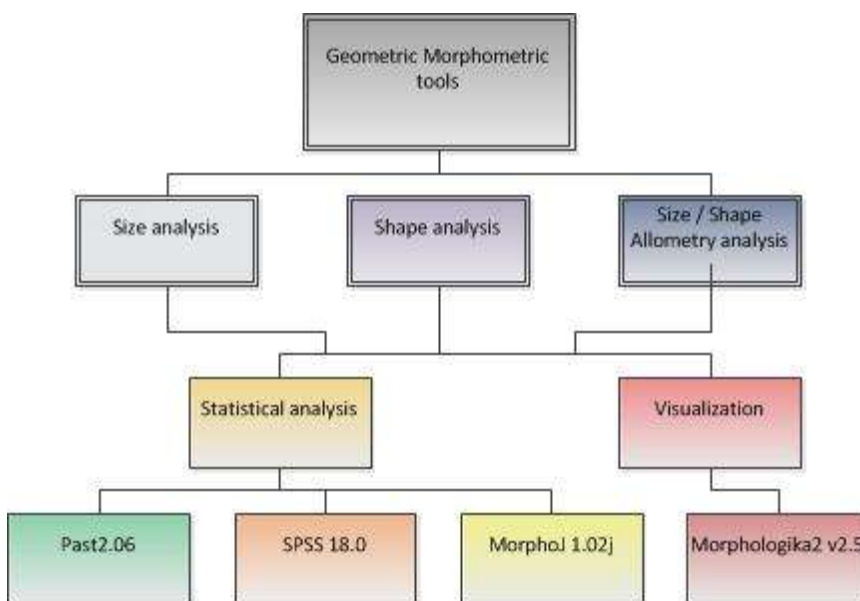 Geometric Morphometric
tools
Size analysis
Shape analysis
Size / Shape
Allometry analysis
Statistical analysis
Visualization
Past2.06
SPSS 18.0
MorphoJ 1.02j
Morphologika2 v2.5